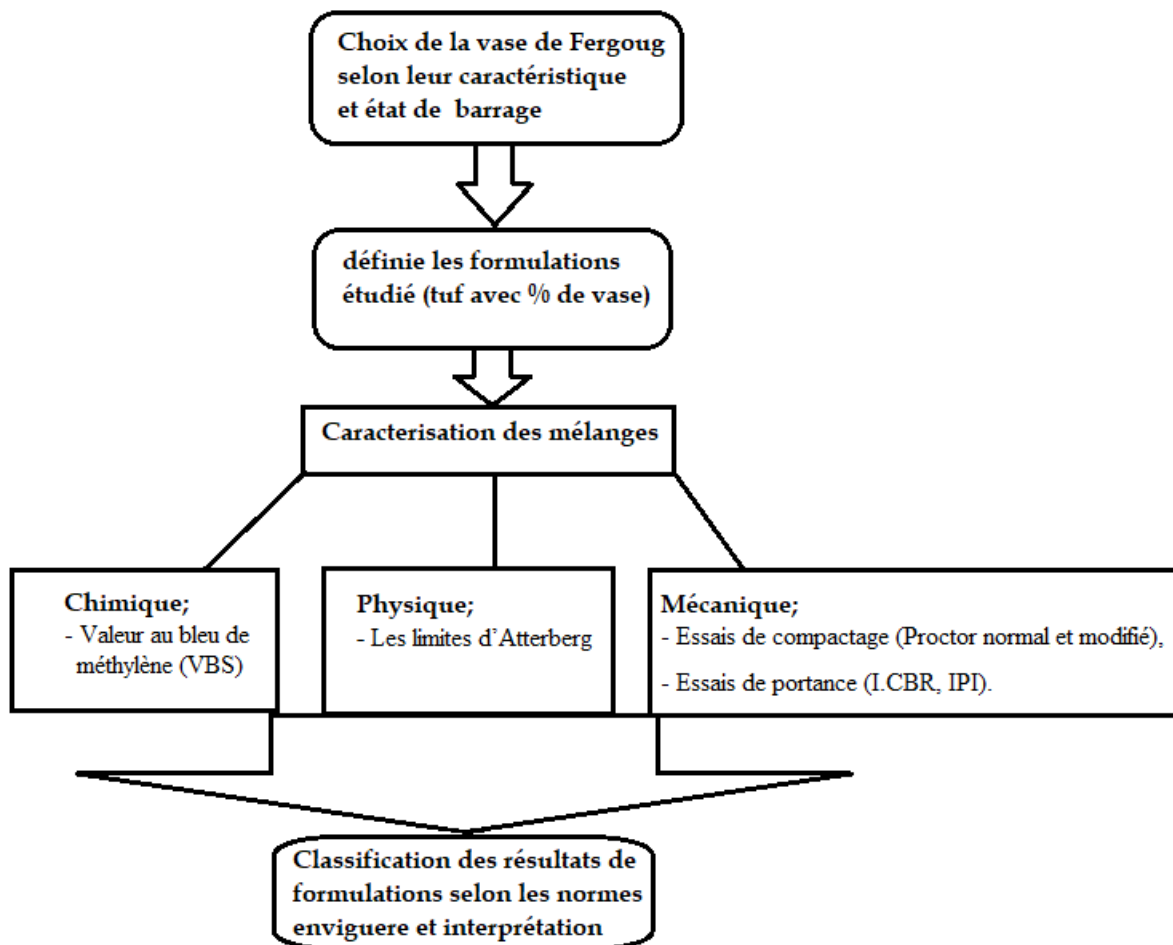 Choix de la vase de Fergoug
selon leur caractéristique
et état de barrage
définie les formulations
étudié (tuf avec % de vase)
Caracterisation des mélanges
Chimique;
- Valeur au bleu de
méthylène (VBS)
Physique;
- Les limites d'Atterberg
Mécanique;
- Essais de compactage (Proctor normal et modifié),
- Essais de portance (I.CBR, IPI).
Classification des résultats de
formulations selon les normes
enviguere et interprétation